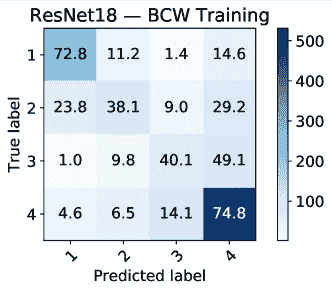 ResNet18 — BCW Training
1 72.8 11.2 1.4 14.6
2 23.8 38.1 9.0 29.2
3 1.0 9.8 40.1 49.1
4 4.6 6.5 14.1 74.8
1 2 3 4
True label
Predicted label
500
400
300
200
100